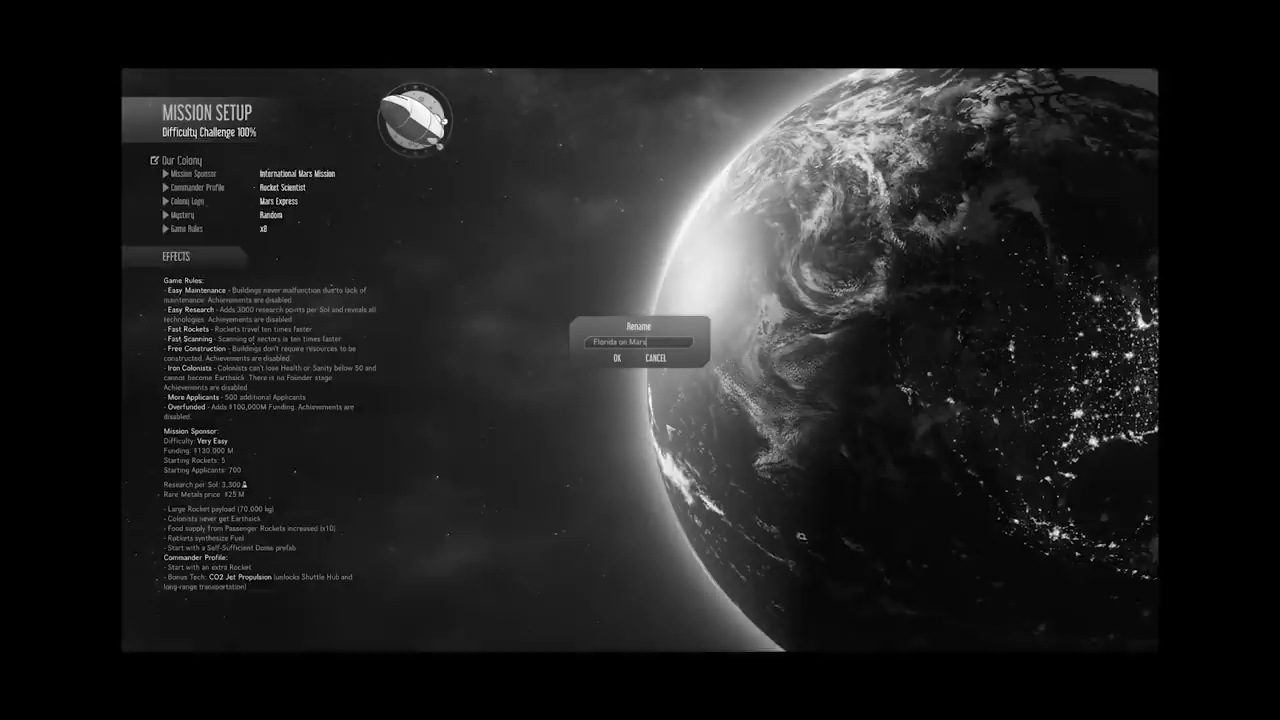 MISSION SETUP
Difficulty Challenge 100%
Our Colony
Mission Sponsor International Mars Mission
Commander Profile Rocket Scientist
Colony Logo Mars Express
Mystery Random
Game Rules x8
EFFECTS
Game Rules:
- Easy Maintenance - Buildings never malfunction due to lack of
maintenance. Achievements are disabled
- Easy Research - Adds 3000 research points per Sol and reveals all
technologies. Achievements are disabled.
- Fast Rockets - Rockets travel ten times faster
- Fast Scanning - Scanning of sectors is ten times faster
- Free Construction - Buildings don't require resources to be
constructed. Achievements are disabled.
- Iron Colonists - Colonists can't lose Health or Sanity below 50 and
cannot become Earthsick. There is no Founder stage.
Achievements are disabled
- More Applicants - 500 additional Applicants
- Overfunded - Adds $100,000M Funding. Achievements are
disabled.
Mission Sponsor:
Difficulty: Very Easy
Funding: $130,000 M
Starting Rockets: 5
Starting Applicants: 700
Research per Sol: 3,300
Rare Metals price $25 M
- Large Rocket payload (70,000 kg)
- Colonists never get Earthsick
- Food supply from Passenger Rockets increased (x10)
- Rockets synthesize Fuel
- Start with a Self-Sufficient Dome prefab
Commander Profile:
- Start with an extra Rocket
- Bonus Tech: CO2 Jet Propulsion (unlocks Shuttle Hub and
long-range transportation)
Rename
Florida on Mars
OK CANCEL